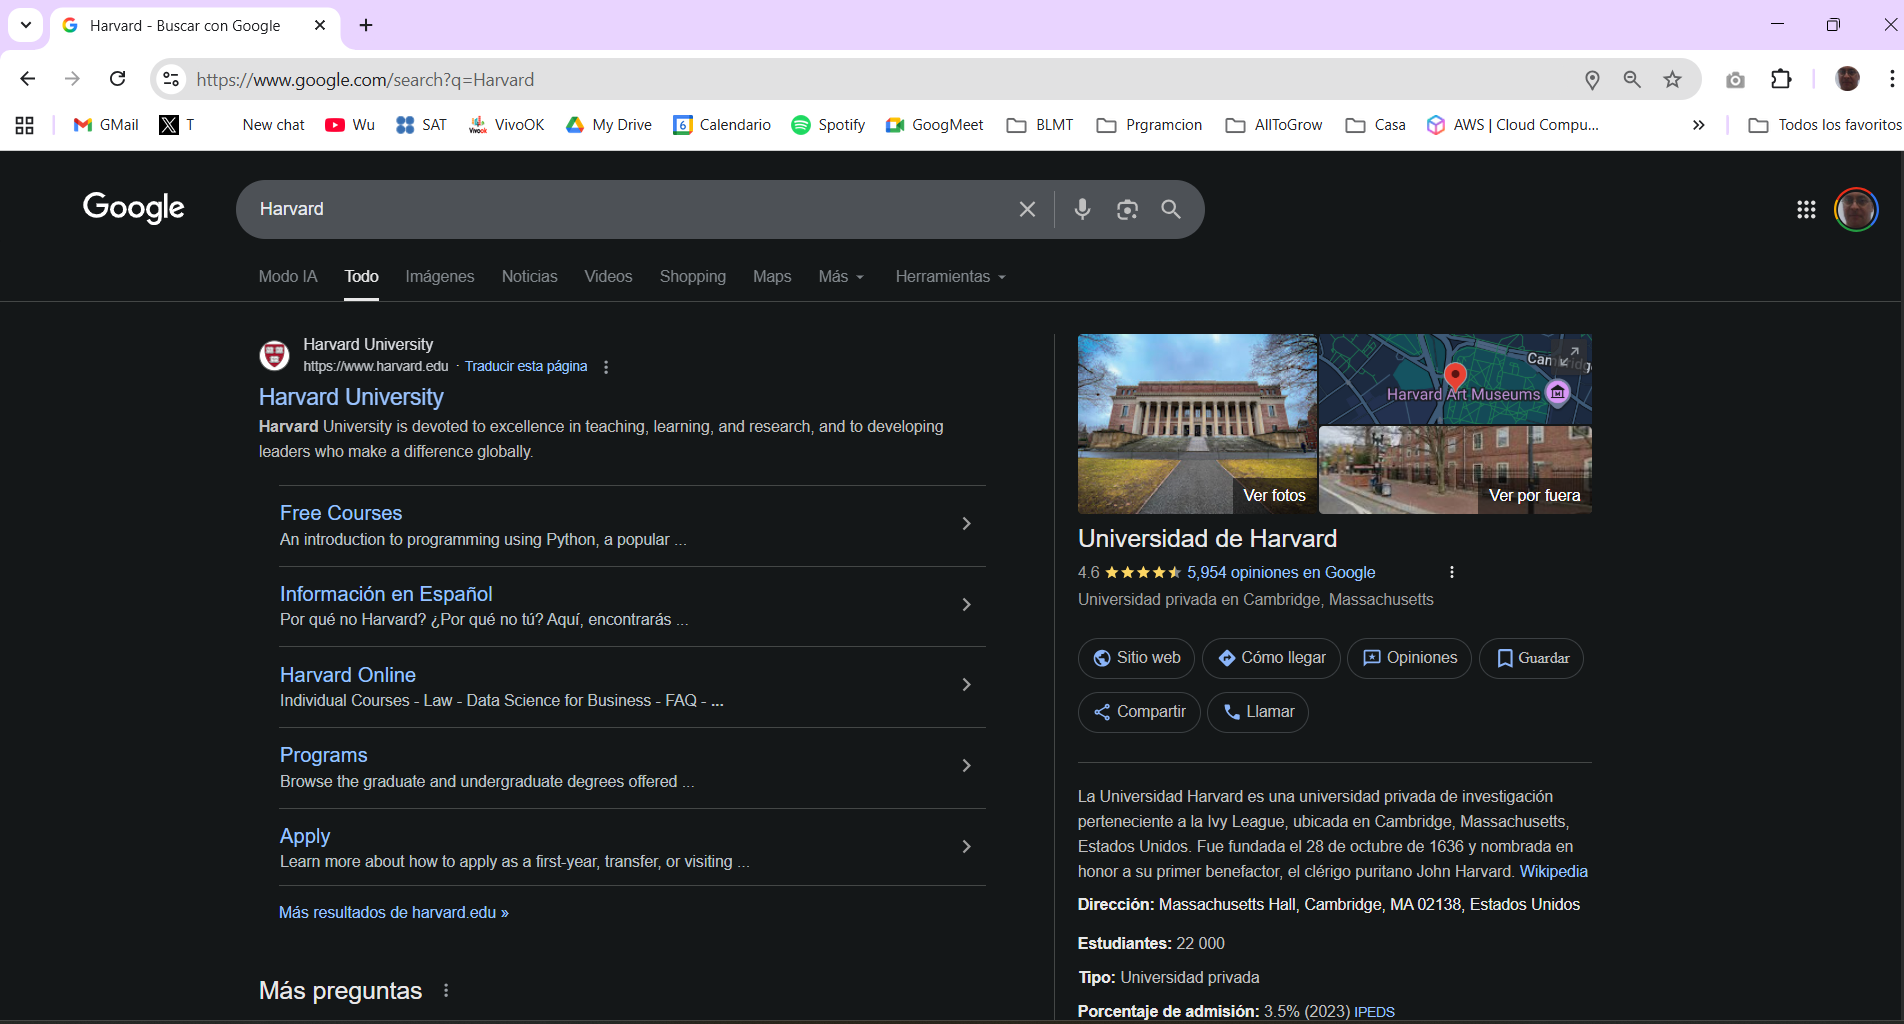 Harvard - Buscar con Google
https://www.google.com/search?q=Harvard
GMail
T
New chat
Wu
SAT
VivoOK
My Drive
Calendario
Spotify
GoogMeet
BLMT
Prgramcion
AllToGrow
Casa
AWS | Cloud Compu...
Todos los favoritos
Google
Harvard
Modo IA
Todo
Imágenes
Noticias
Videos
Shopping
Maps
Más
Herramientas
Harvard University
https://www.harvard.edu · Traducir esta página
Harvard University
Harvard University is devoted to excellence in teaching, learning, and research, and to developing
leaders who make a difference globally.
Free Courses
An introduction to programming using Python, a popular ...
Información en Español
Por qué no Harvard? ¿Por qué no tú? Aquí, encontrarás ...
Harvard Online
Individual Courses - Law - Data Science for Business - FAQ - ...
Programs
Browse the graduate and undergraduate degrees offered ...
Apply
Learn more about how to apply as a first-year, transfer, or visiting ...
Más resultados de harvard.edu »
Más preguntas
Harvard Art Museums
Ver fotos
Ver por fuera
Universidad de Harvard
4.6 5,954 opiniones en Google
Universidad privada en Cambridge, Massachusetts
Sitio web
Cómo llegar
Opiniones
Guardar
Compartir
Llamar
La Universidad Harvard es una universidad privada de investigación
perteneciente a la Ivy League, ubicada en Cambridge, Massachusetts,
Estados Unidos. Fue fundada el 28 de octubre de 1636 y nombrada en
honor a su primer benefactor, el clérigo puritano John Harvard. Wikipedia
Dirección: Massachusetts Hall, Cambridge, MA 02138, Estados Unidos
Estudiantes: 22 000
Tipo: Universidad privada
Porcentaje de admisión: 3.5% (2023) IPEDS